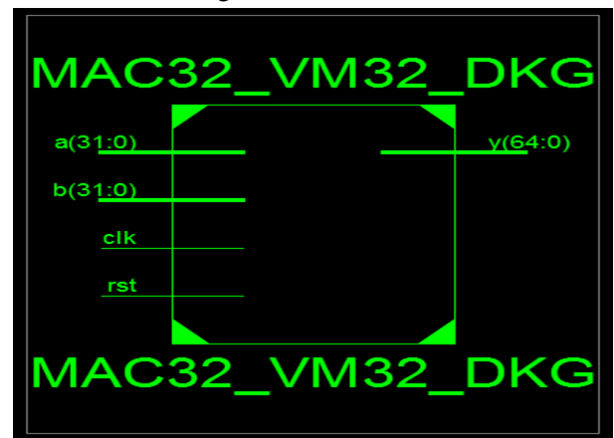 MAC32_VM32_DKG
a(31:0)
y(64:0)
b(31:0)
clk
rst
MAC32_VM32_DKG